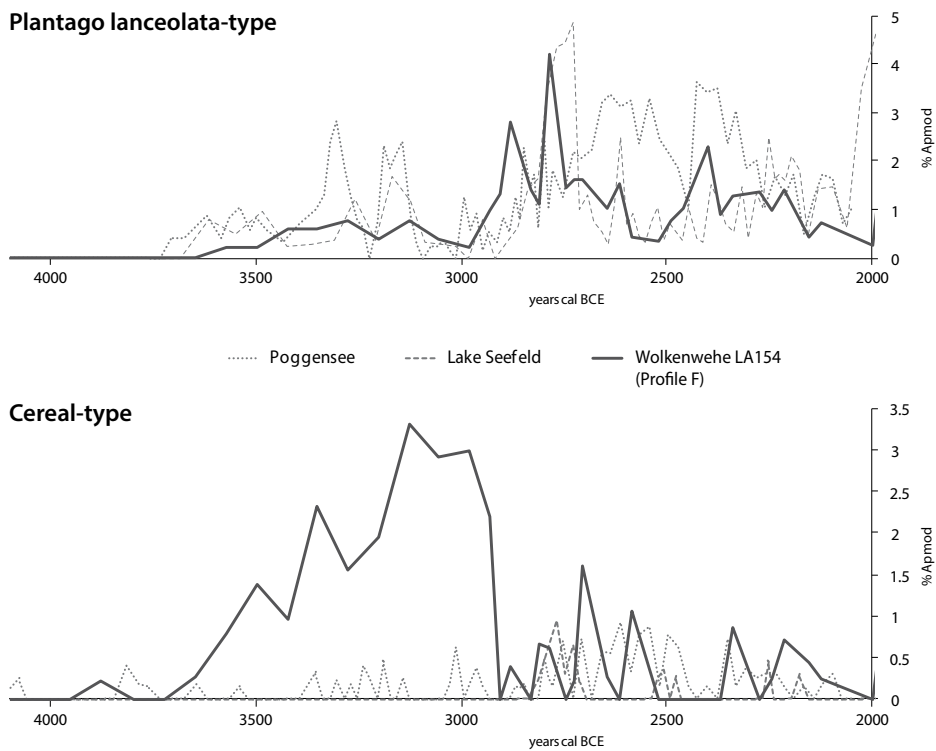 Plantago lanceolata-type
5
4
3
2
1
0
% Apmod
4000 3500 3000 2500 2000
years cal BCE
Poggensee Lake Seefeld Wolkenwehe LA154
(Profile F)
Cereal-type
3.5
3
2.5
2
1.5
1
0.5
0
% Apmod
4000 3500 3000 2500 2000
years cal BCE